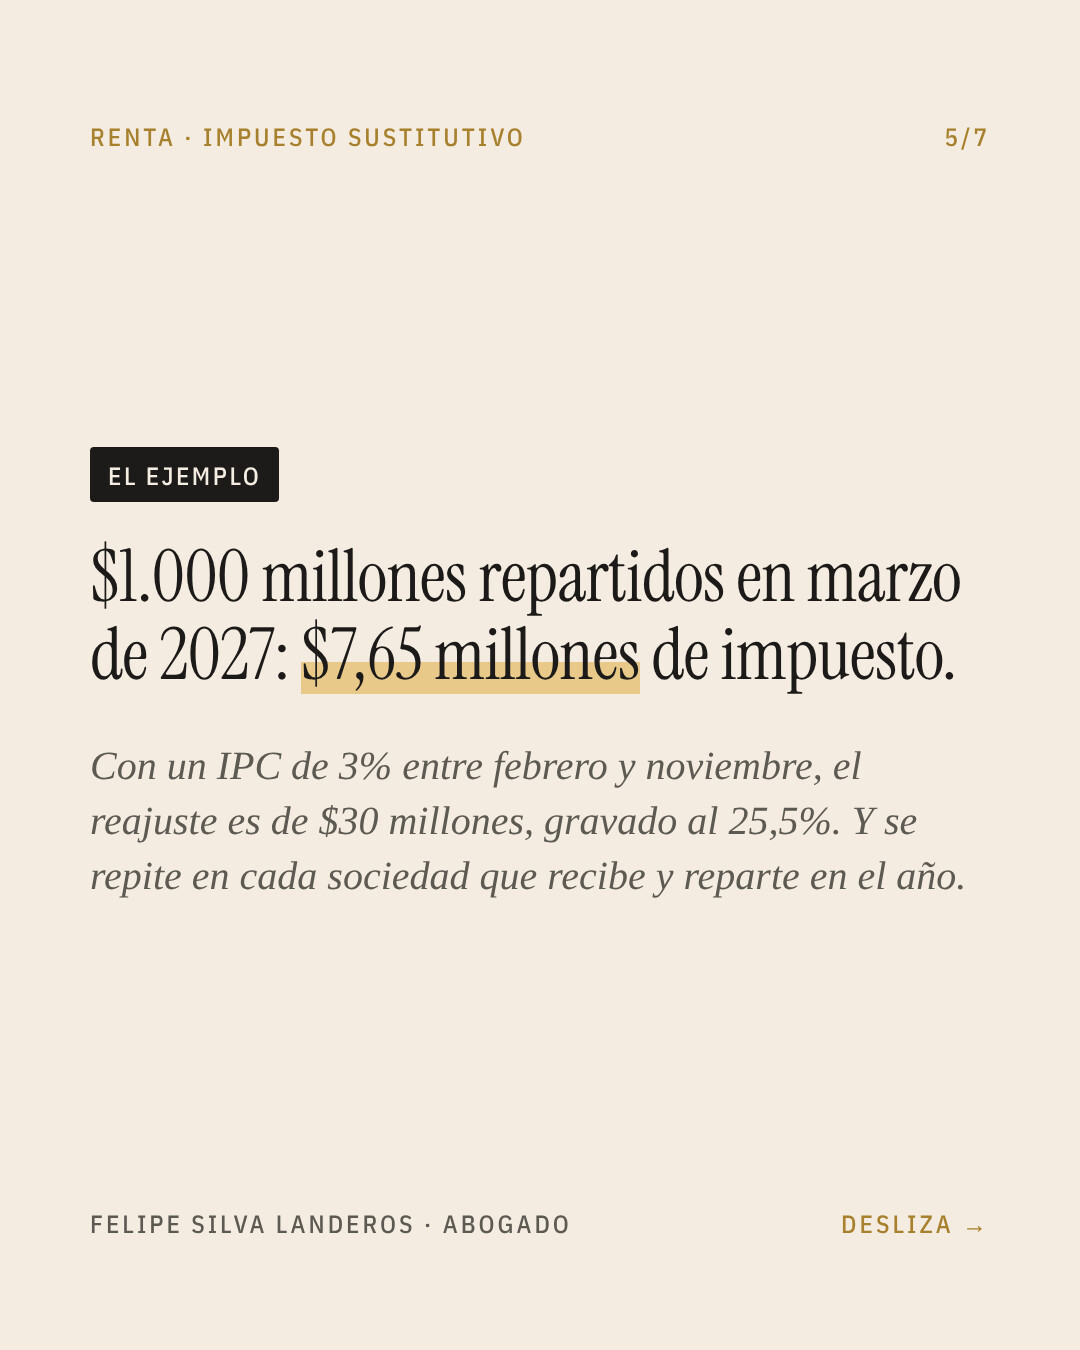 RENTA · IMPUESTO SUSTITUTIVO
5/7
EL EJEMPLO
$1.000 millones repartidos en marzo
de 2027: $7,65 millones de impuesto.
Con un IPC de 3% entre febrero y noviembre, el
reajuste es de $30 millones, gravado al 25,5%. Y se
repite en cada sociedad que recibe y reparte en el año.
FELIPE SILVA LANDEROS · ABOGADO
DESLIZA →